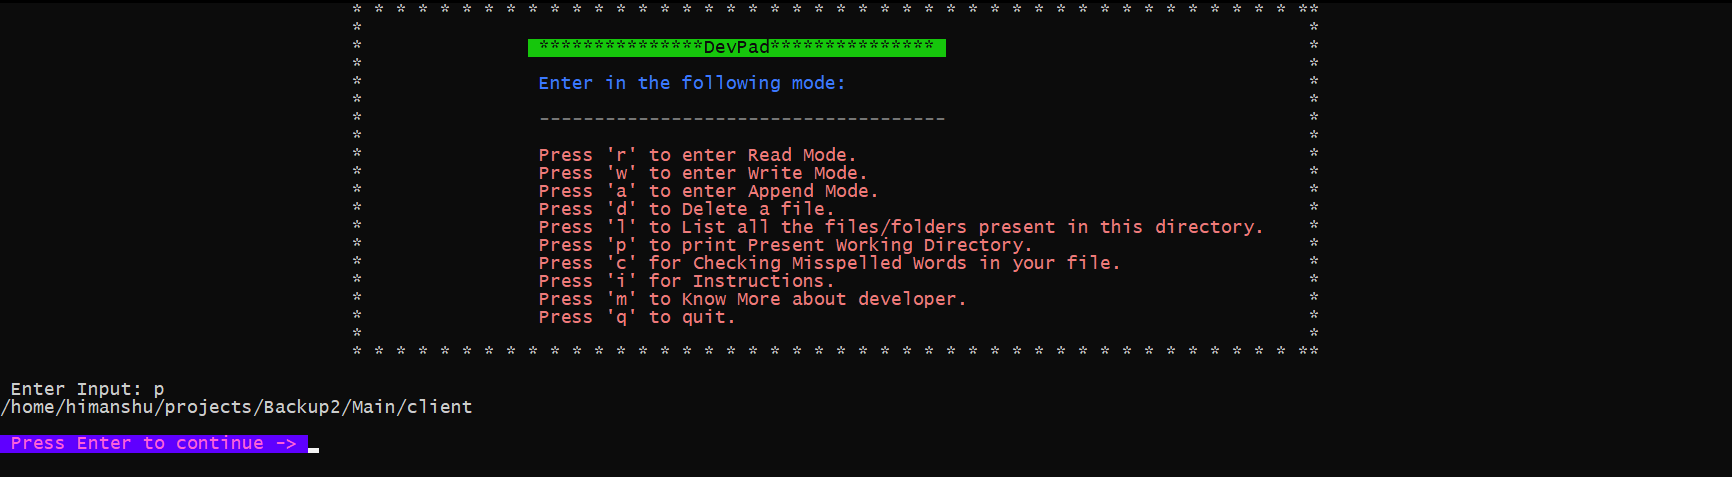 * * * * * * * * * * * * * * * * * * * * * * * * * * * * * * * * * * * * * * * * * * * **
***************DevPad***************
Enter in the following mode:
-------------------------------------
Press 'r' to enter Read Mode.
Press 'w' to enter Write Mode.
Press 'a' to enter Append Mode.
Press 'd' to Delete a file.
Press 'l' to List all the files/folders present in this directory.
Press 'p' to print Present Working Directory.
Press 'c' for Checking Misspelled Words in your file.
Press 'i' for Instructions.
Press 'm' to Know More about developer.
Press 'q' to quit.
* * * * * * * * * * * * * * * * * * * * * * * * * * * * * * * * * * * * * * * * * * * **
Enter Input: p
/home/himanshu/projects/Backup2/Main/client
Press Enter to continue ->